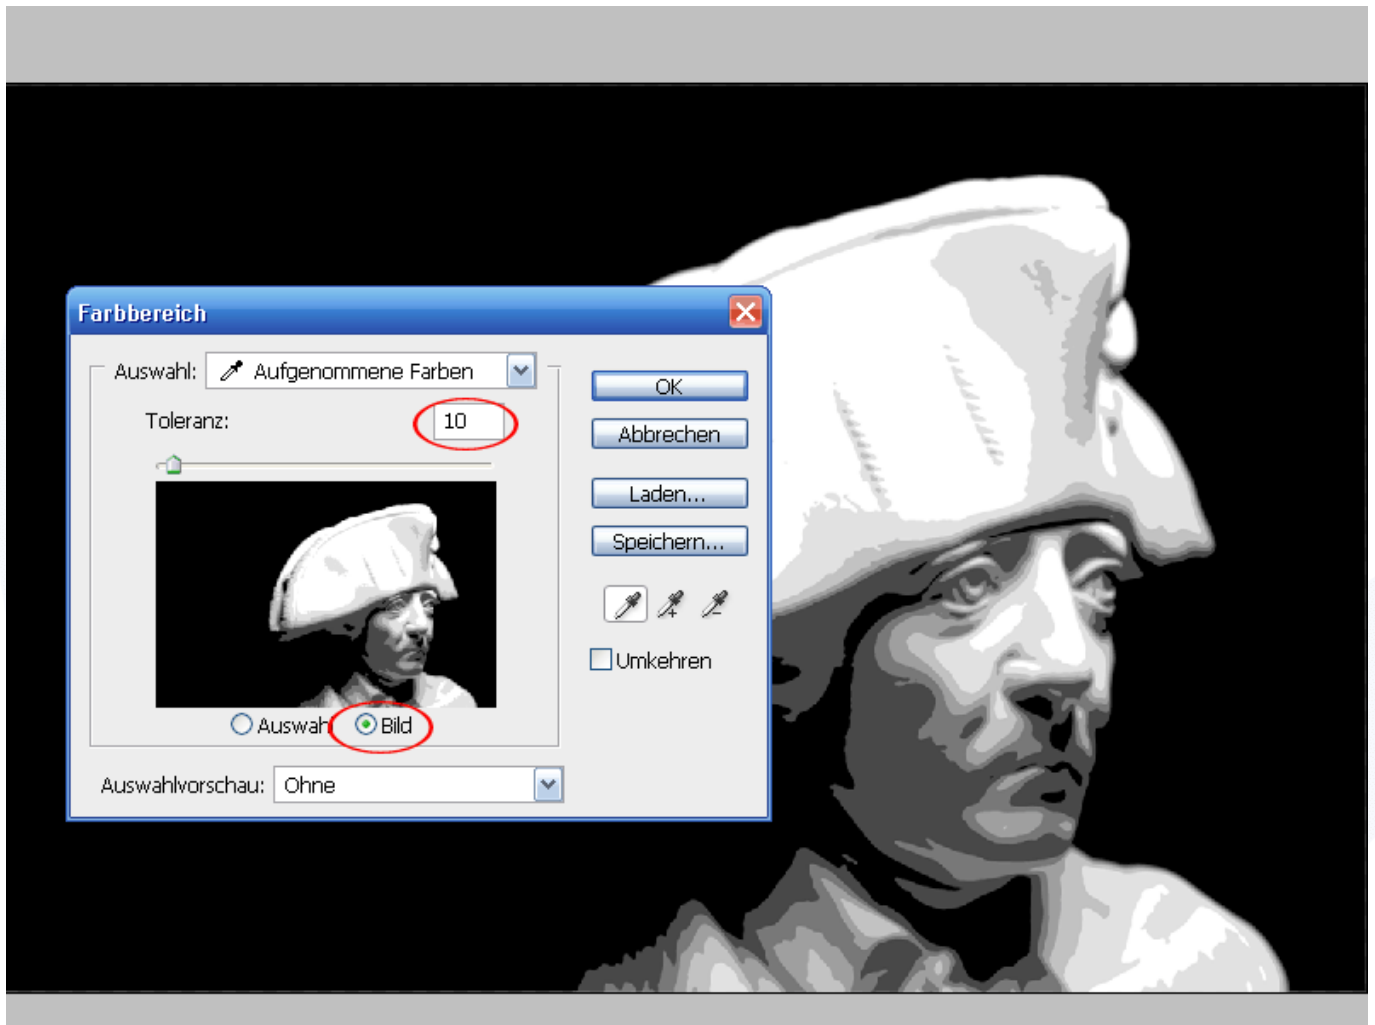 Farbbereich
Auswahl: Aufgenommene Farben
Toleranz: 10
OK
Abbrechen
Laden...
Speichern...
Umkehren
Auswahl Bild
Auswahlvorschau: Ohne